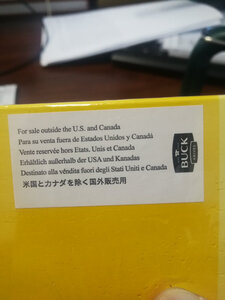 For sale outside the U.S. and Canada
Para su venta fuera de Estados Unidos y Canadá
Vente reservée hors Etats. Unis et Canada
Erhältlich außerhalb der USA und Kanadas
Destinato alla vêndita fuori degli Stati Uniti e Canada
米国とカナダを除く国外販売用
BUCK